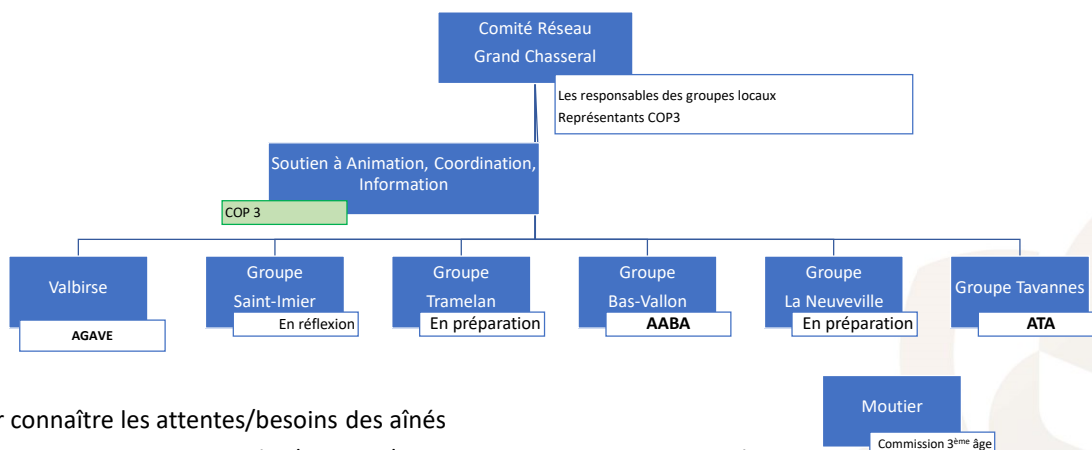 Comité Réseau
Grand Chasseral
Les responsables des groupes locaux
Représentants COP3
Soutien à Animation, Coordination,
Information
COP 3
Valbirse
AGAVE
Groupe
Saint-Imier
En réflexion
Groupe
Tramelan
En préparation
Groupe
Bas-Vallon
AABA
Groupe
La Neuveville
En préparation
Groupe Tavannes
ATA
Moutier
Commission 3ème âge
connaître les attentes/besoins des aînés